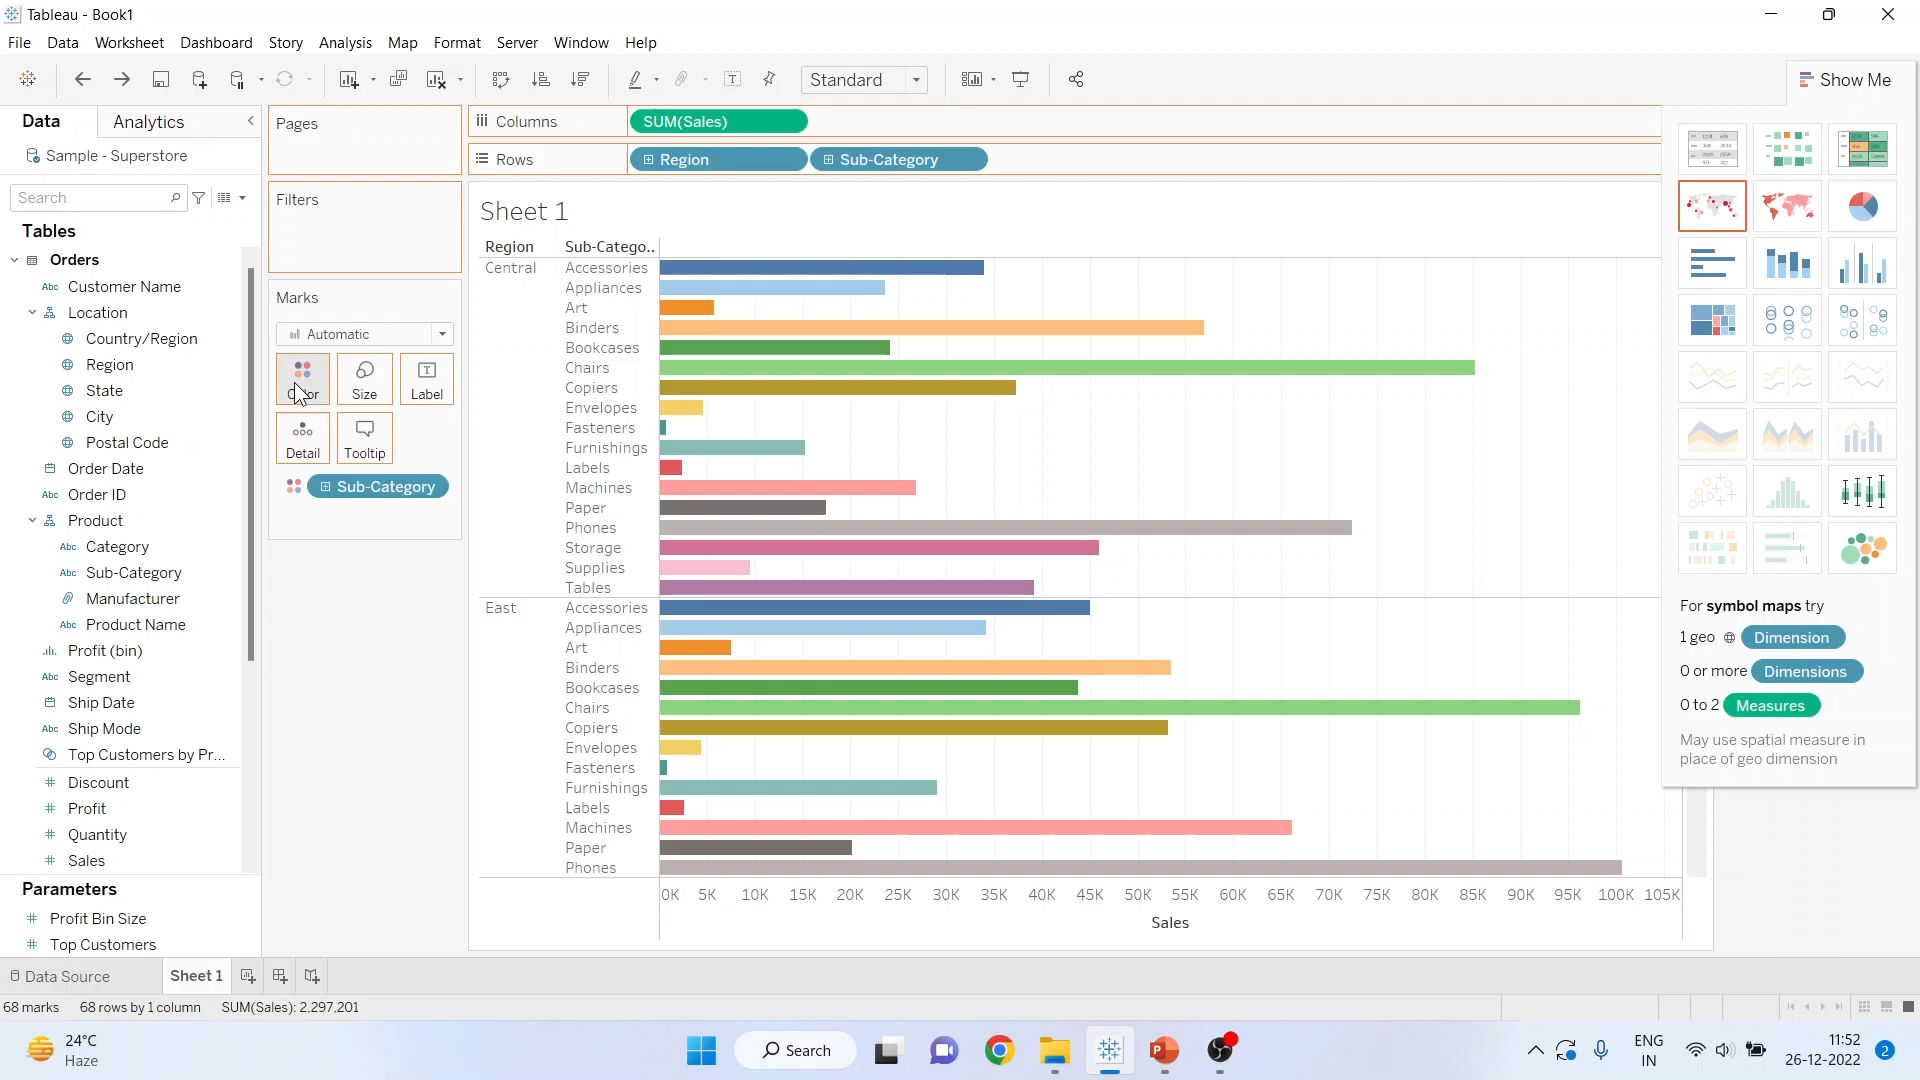 Tableau - Book1
File Data Worksheet Dashboard Story Analysis Map Format Server Window Help
Standard
Show Me
Data Analytics
Sample - Superstore
Search
Tables
Orders
Abc Customer Name
Location
Country/Region
Region
State
City
Postal Code
Order Date
Abc Order ID
Product
Abc Category
Abc Sub-Category
Manufacturer
Abc Product Name
Profit (bin)
Abc Segment
Ship Date
Abc Ship Mode
Top Customers by Pr...
# Discount
# Profit
# Quantity
# Sales
Parameters
# Profit Bin Size
# Top Customers
Pages
Filters
Marks
Automatic
Color Size Label
Detail Tooltip
Sub-Category
Columns SUM(Sales)
Rows Region Sub-Category
Sheet 1
Region Sub-Catego..
Central Accessories
Appliances
Art
Binders
Bookcases
Chairs
Copiers
Envelopes
Fasteners
Furnishings
Labels
Machines
Paper
Phones
Storage
Supplies
Tables
East Accessories
Appliances
Art
Binders
Bookcases
Chairs
Copiers
Envelopes
Fasteners
Furnishings
Labels
Machines
Paper
Phones
0K 5K 10K 15K 20K 25K 30K 35K 40K 45K 50K 55K 60K 65K 70K 75K 80K 85K 90K 95K 100K 105K
Sales
For symbol maps try
1 geo Dimension
0 or more Dimensions
0 to 2 Measures
May use spatial measure in
place of geo dimension
Data Source Sheet 1
68 marks 68 rows by 1 column SUM(Sales): 2,297,201
24°C
Haze
Search
ENG
IN
11:52
26-12-2022
2